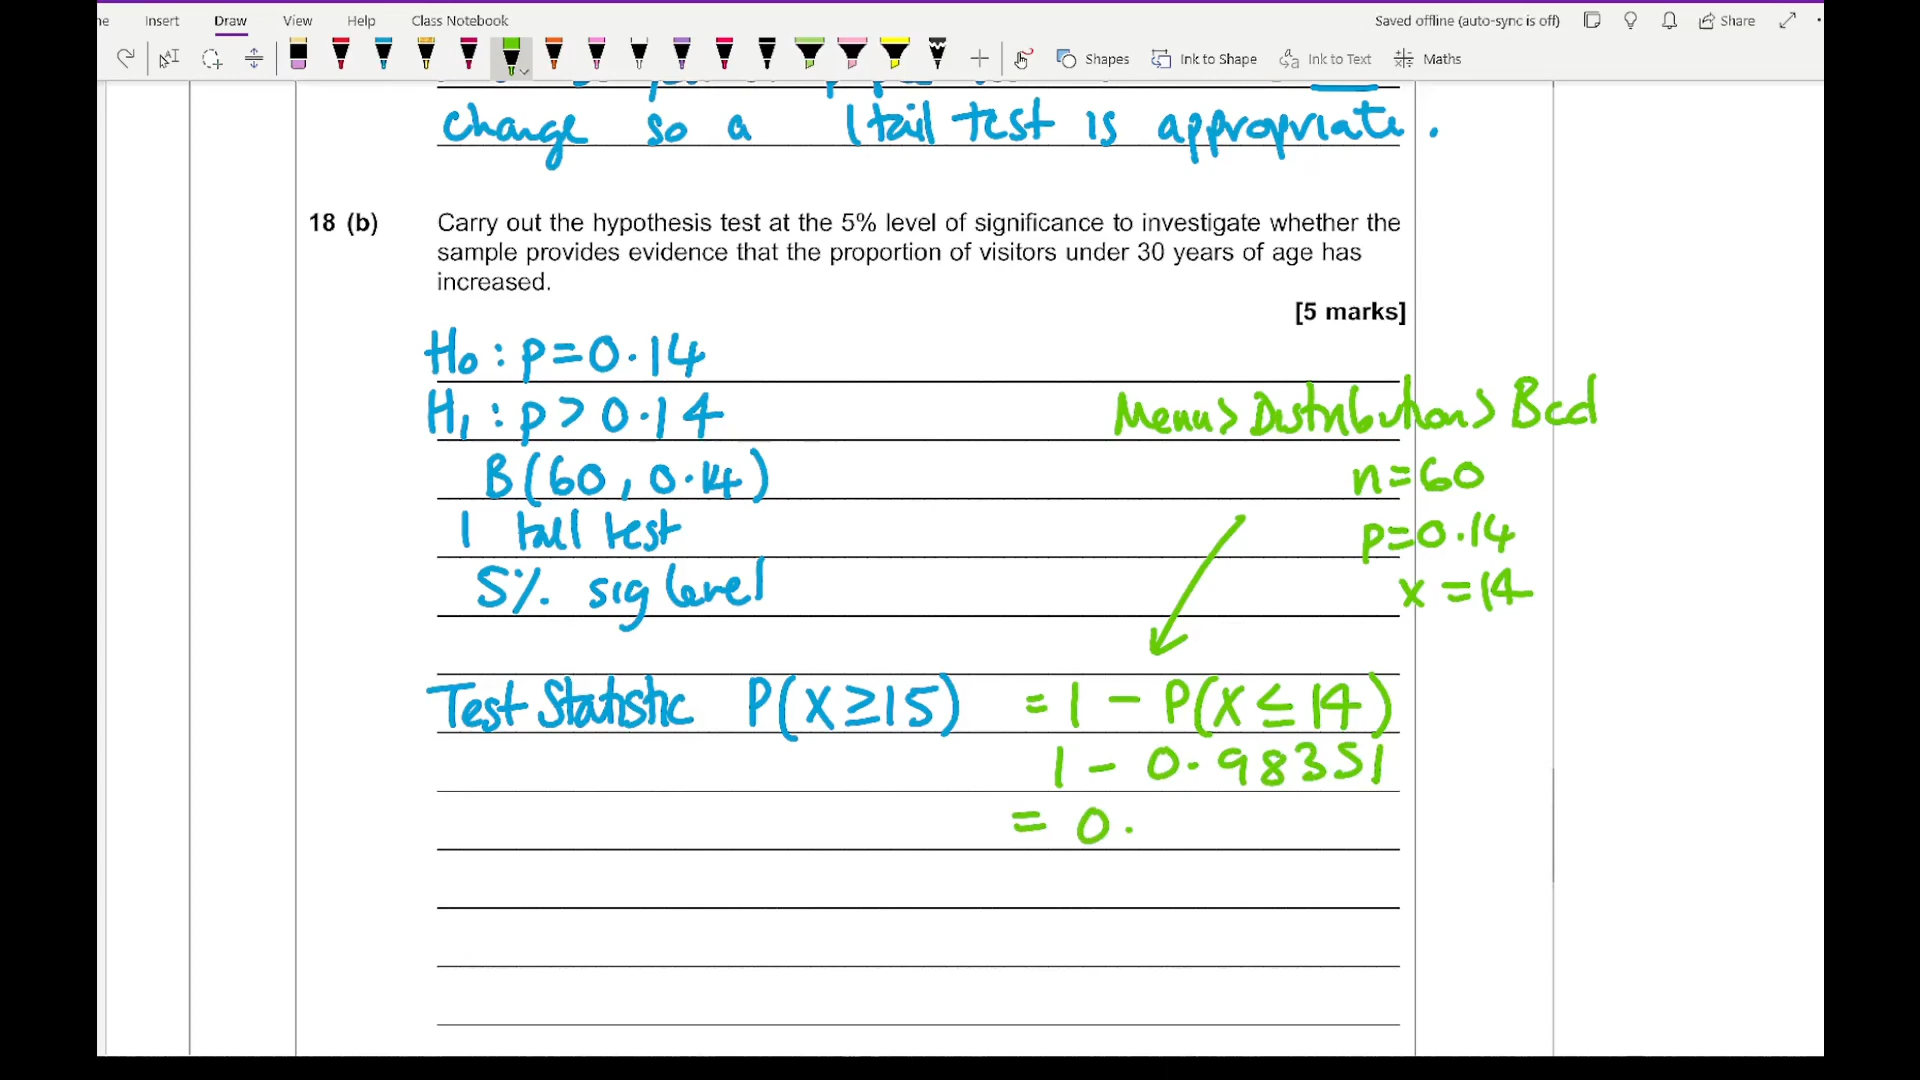 Insert Draw View Help Class Notebook Saved offline (auto-sync is off) Share
Shapes Ink to Shape Ink to Text Maths
change so a 1 tail test is appropriate.
18 (b) Carry out the hypothesis test at the 5% level of significance to investigate whether the
sample provides evidence that the proportion of visitors under 30 years of age has
increased.
[5 marks]
H₀ : p = 0.14
H₁ : p > 0.14
Menu > Distribution > Bcd
B(60, 0.14)
n = 60
1 tail test
p = 0.14
5% sig level
x = 14
Test Statistic P(X ≥ 15) = 1 - P(X ≤ 14)
1 - 0.98351
= 0.